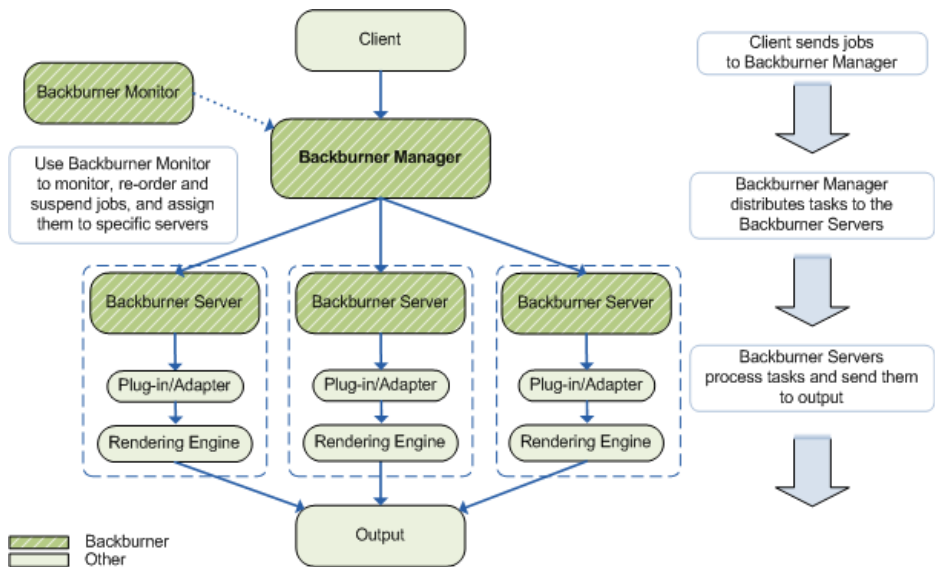 Client
Backburner Monitor
Backburner Manager
Use Backburner Monitor
to monitor, re-order and
suspend jobs, and assign
them to specific servers
Backburner Server
Backburner Server
Backburner Server
Plug-in/Adapter
Plug-in/Adapter
Plug-in/Adapter
Rendering Engine
Rendering Engine
Rendering Engine
Output
Backburner
Other
Client sends jobs
to Backburner Manager
Backburner Manager
distributes tasks to the
Backburner Servers
Backburner Servers
process tasks and send them
to output